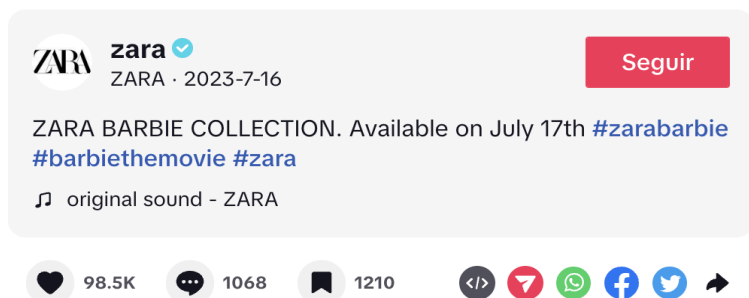 ZARA
zara
ZARA · 2023-7-16
Seguir
ZARA BARBIE COLLECTION. Available on July 17th #zarabarbie
#barbiethemovie #zara
original sound - ZARA
98.5K 1068 1210